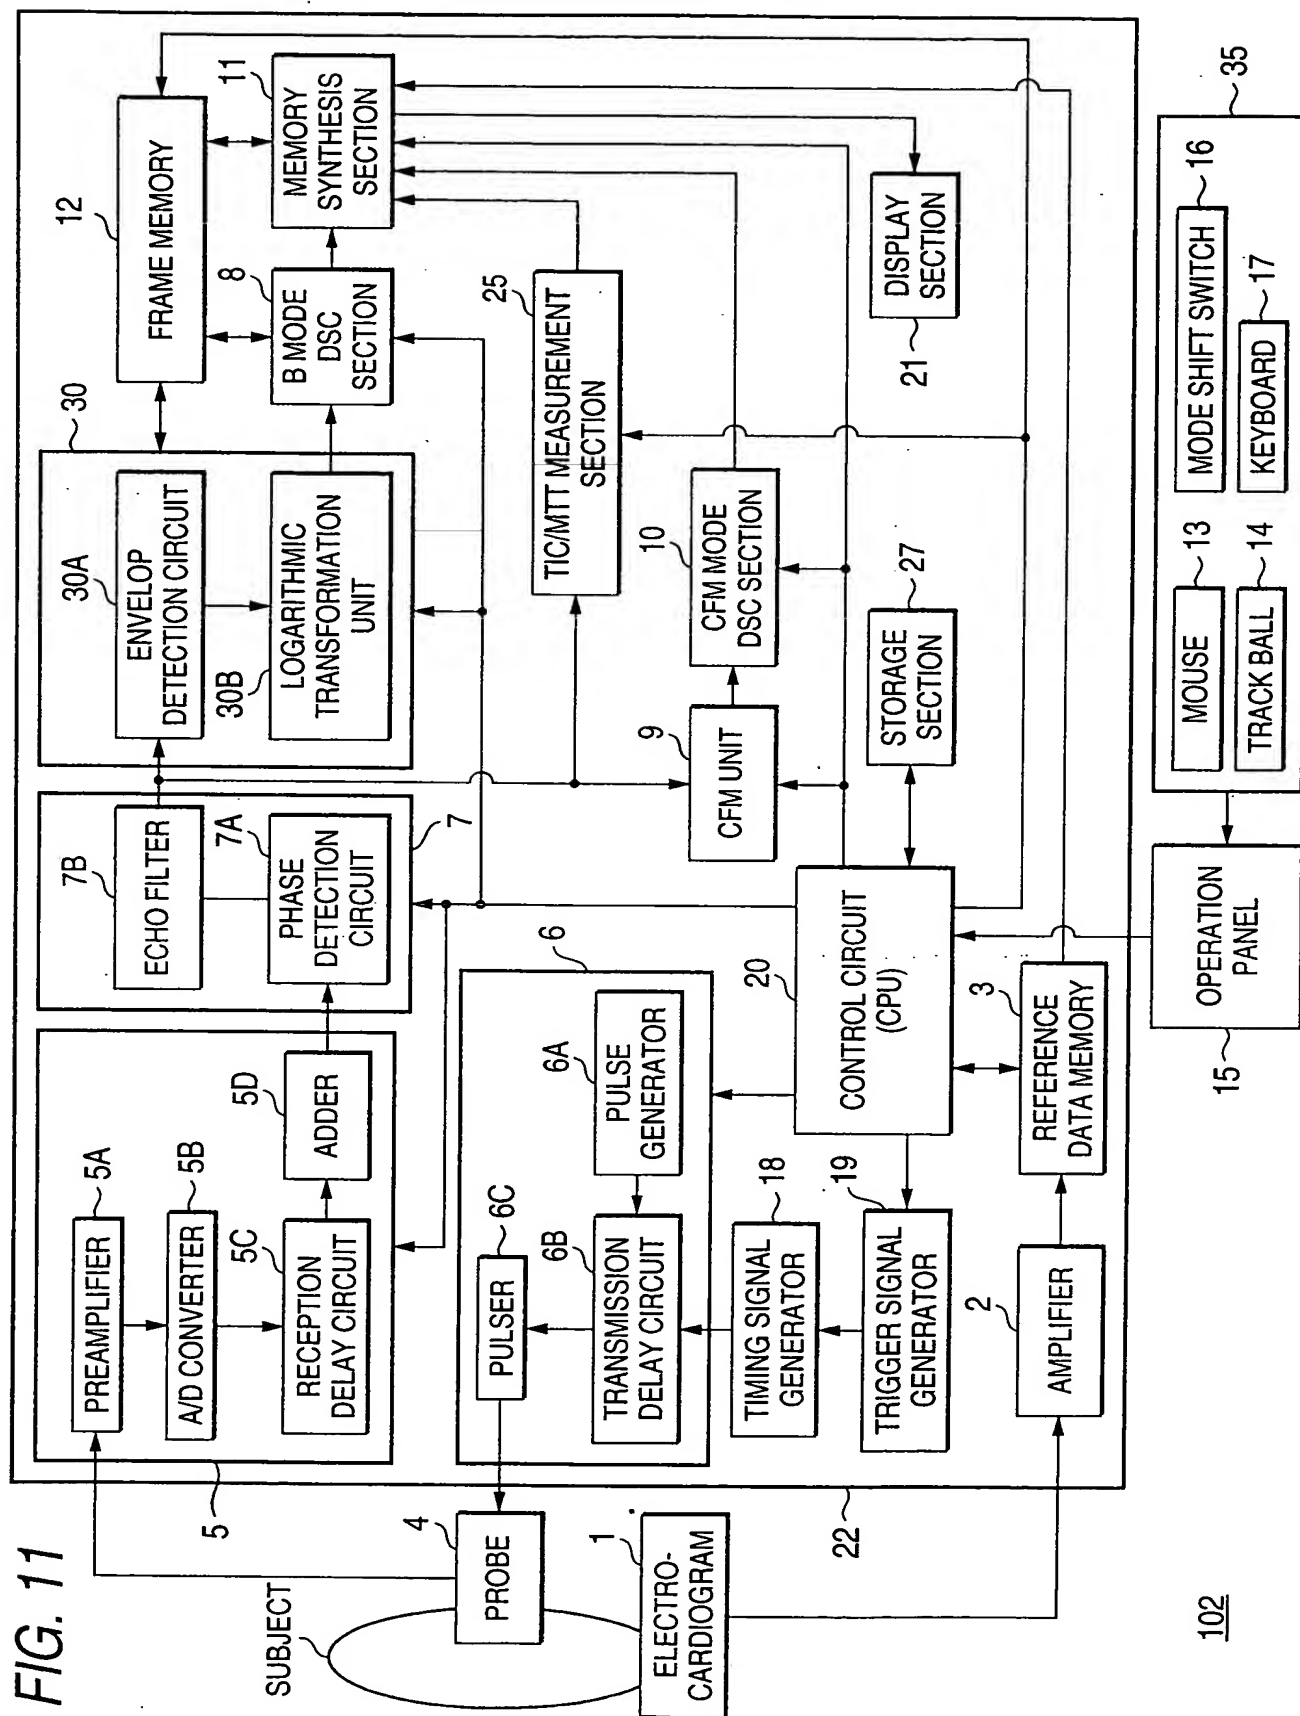 FIG. 11
SUBJECT
PROBE
4
ELECTRO-
CARDIOGRAM
1
5
PREAMPLIFIER
5A
A/D CONVERTER
5B
RECEPTION
DELAY CIRCUIT
5C
ADDER
5D
ECHO FILTER
7B
PHASE
DETECTION
CIRCUIT
7A
7
30
ENVELOP
DETECTION CIRCUIT
30A
LOGARITHMIC
TRANSFORMATION
UNIT
30B
FRAME MEMORY
12
B MODE
DSC
SECTION
8
MEMORY
SYNTHESIS
SECTION
11
6
PULSER
6C
TRANSMISSION
DELAY CIRCUIT
6B
PULSE
GENERATOR
6A
TIC/MTT MEASUREMENT
SECTION
25
CFM UNIT
9
CFM MODE
DSC SECTION
10
DISPLAY
SECTION
21
TIMING SIGNAL
GENERATOR
18
TRIGGER SIGNAL
GENERATOR
19
CONTROL CIRCUIT
(CPU)
20
STORAGE
SECTION
27
AMPLIFIER
2
REFERENCE
DATA MEMORY
3
22
OPERATION
PANEL
15
35
MOUSE
13
TRACK BALL
14
MODE SHIFT SWITCH
16
KEYBOARD
17
102